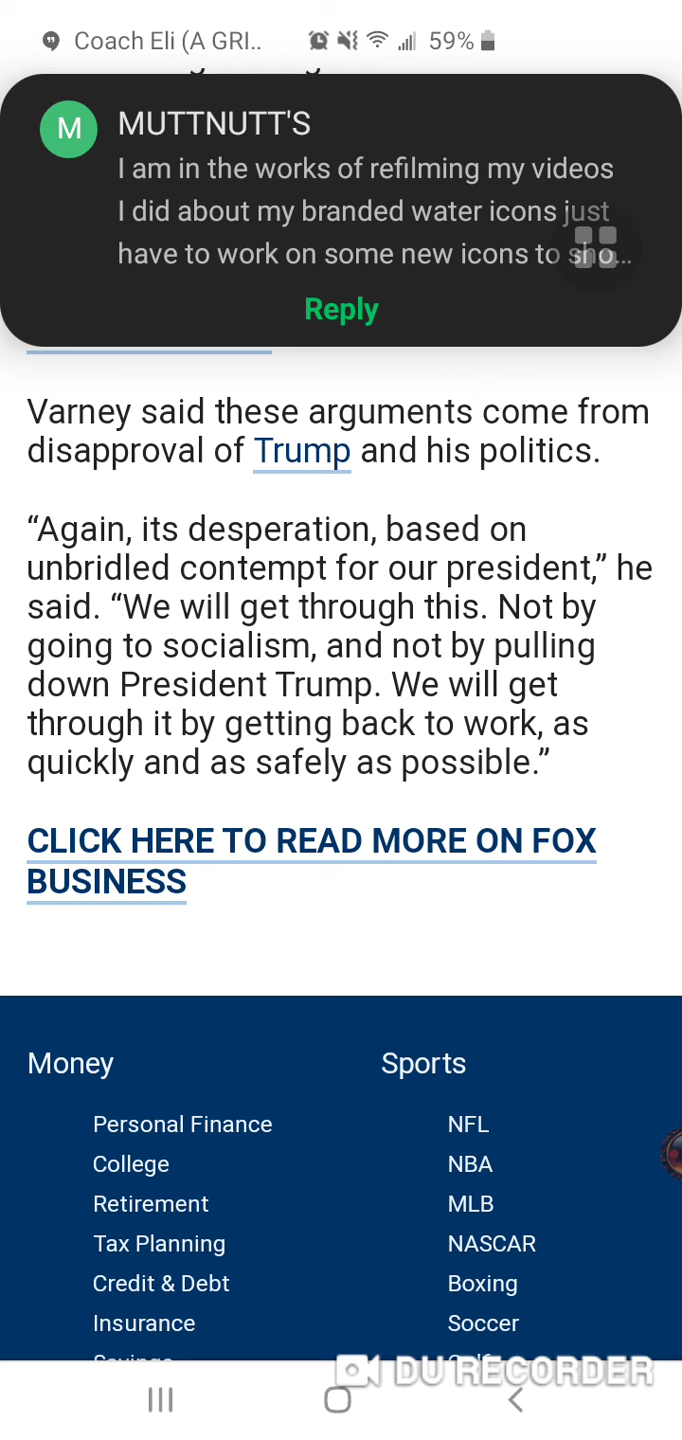 Coach Eli (A GRI.. 59%
M MUTTNUTT'S
I am in the works of refilming my videos
I did about my branded water icons just
have to work on some new icons to sho...
Reply
Varney said these arguments come from
disapproval of Trump and his politics.
“Again, its desperation, based on
unbridled contempt for our president,” he
said. “We will get through this. Not by
going to socialism, and not by pulling
down President Trump. We will get
through it by getting back to work, as
quickly and as safely as possible.”
CLICK HERE TO READ MORE ON FOX
BUSINESS
Money
Personal Finance
College
Retirement
Tax Planning
Credit & Debt
Insurance
Savings
Sports
NFL
NBA
MLB
NASCAR
Boxing
Soccer
DU RECORDER